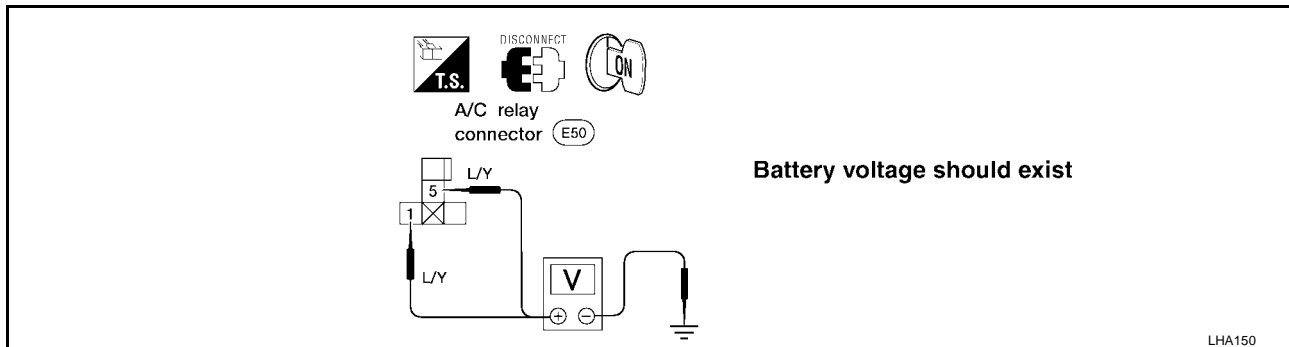 DISCONNECT
T.S.
ON
A/C relay
connector E50
L/Y
5
1
L/Y
V
+ −
Battery voltage should exist
LHA150